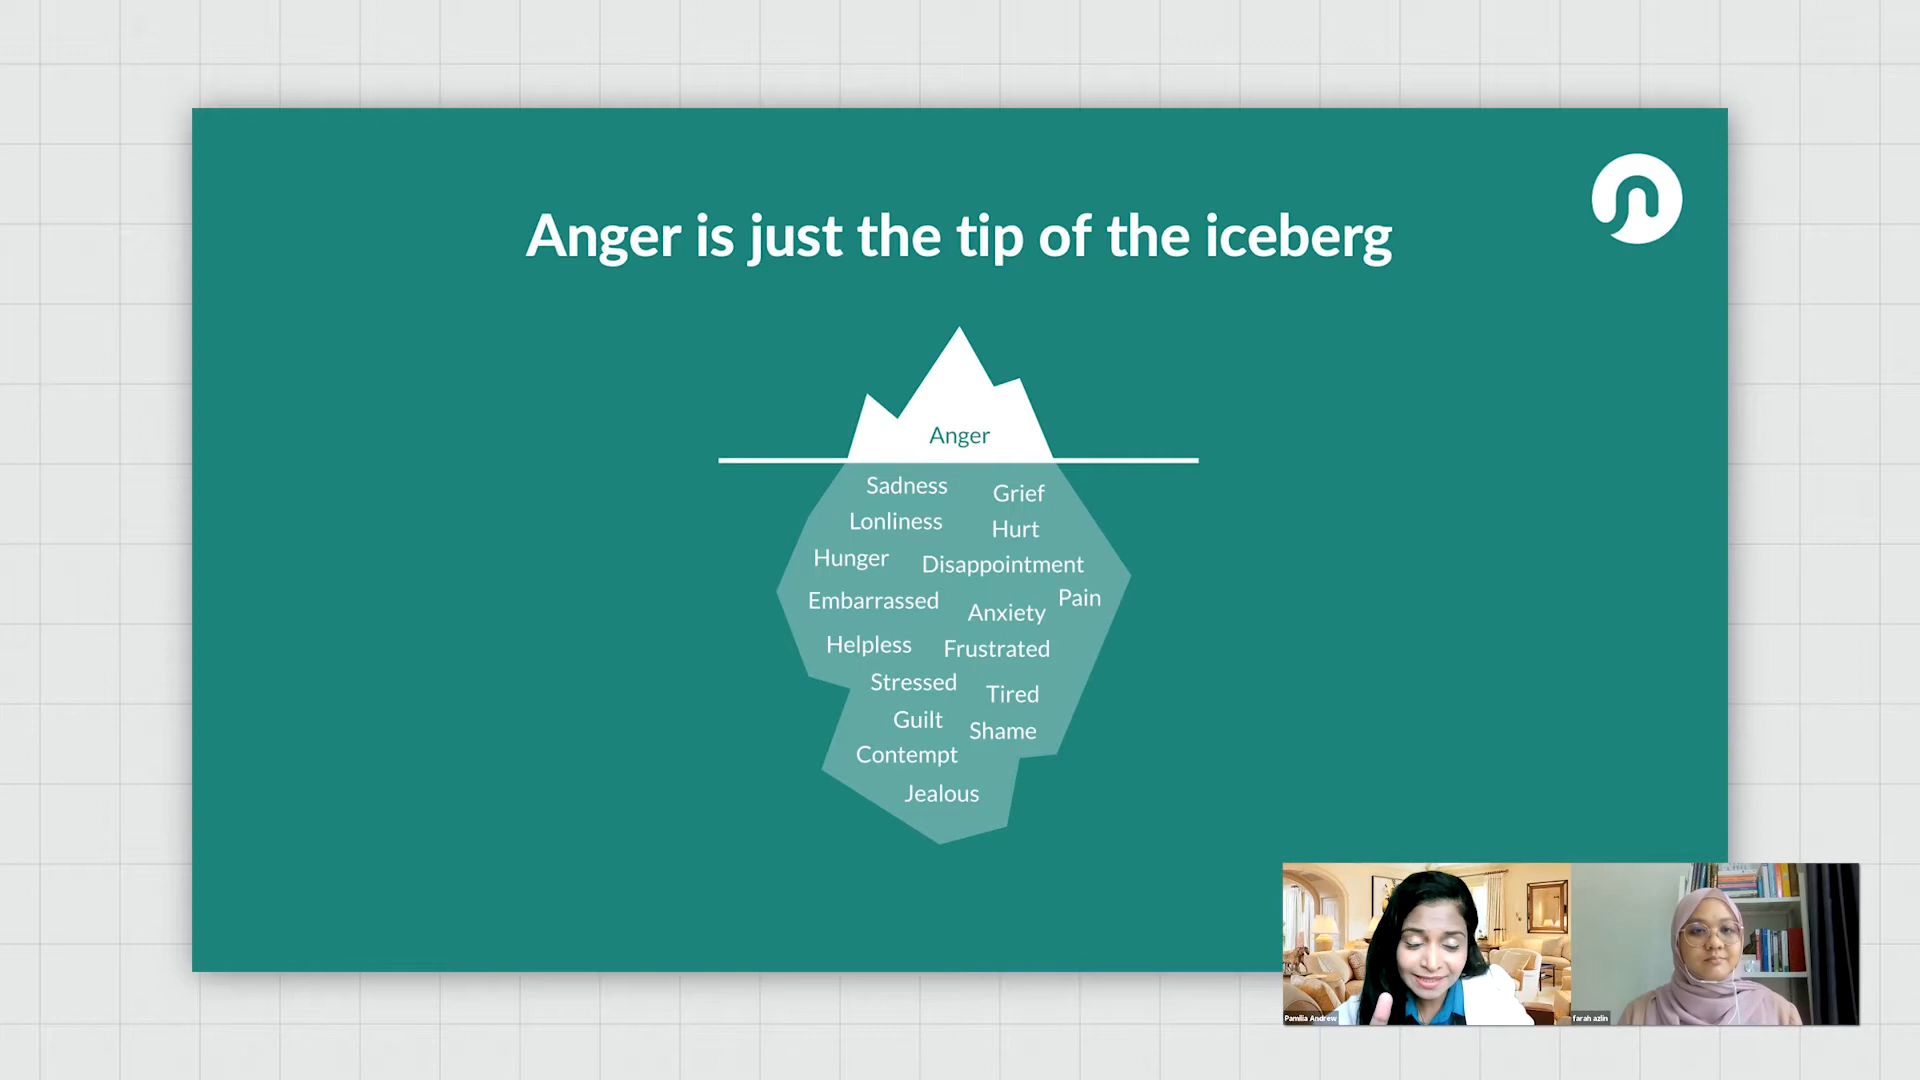 Anger is just the tip of the iceberg
Anger
Sadness
Grief
Lonliness
Hurt
Hunger
Disappointment
Embarrassed
Anxiety
Pain
Helpless
Frustrated
Stressed
Tired
Guilt
Shame
Contempt
Jealous
Pamilia Andrew
farah azlin